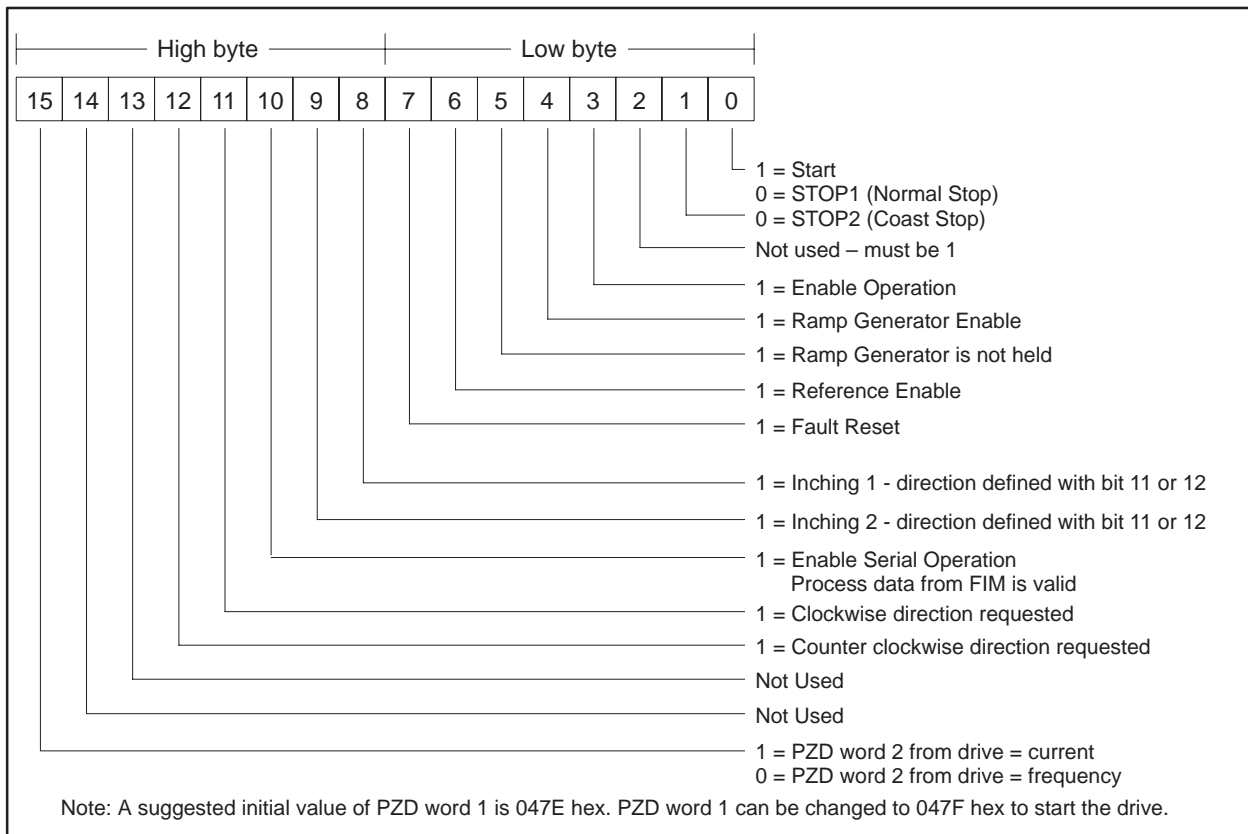 High byte Low byte
15 14 13 12 11 10 9 8 7 6 5 4 3 2 1 0
1 = Start
0 = STOP1 (Normal Stop)
0 = STOP2 (Coast Stop)
Not used – must be 1
1 = Enable Operation
1 = Ramp Generator Enable
1 = Ramp Generator is not held
1 = Reference Enable
1 = Fault Reset
1 = Inching 1 - direction defined with bit 11 or 12
1 = Inching 2 - direction defined with bit 11 or 12
1 = Enable Serial Operation
Process data from FIM is valid
1 = Clockwise direction requested
1 = Counter clockwise direction requested
Not Used
Not Used
1 = PZD word 2 from drive = current
0 = PZD word 2 from drive = frequency
Note: A suggested initial value of PZD word 1 is 047E hex. PZD word 1 can be changed to 047F hex to start the drive.